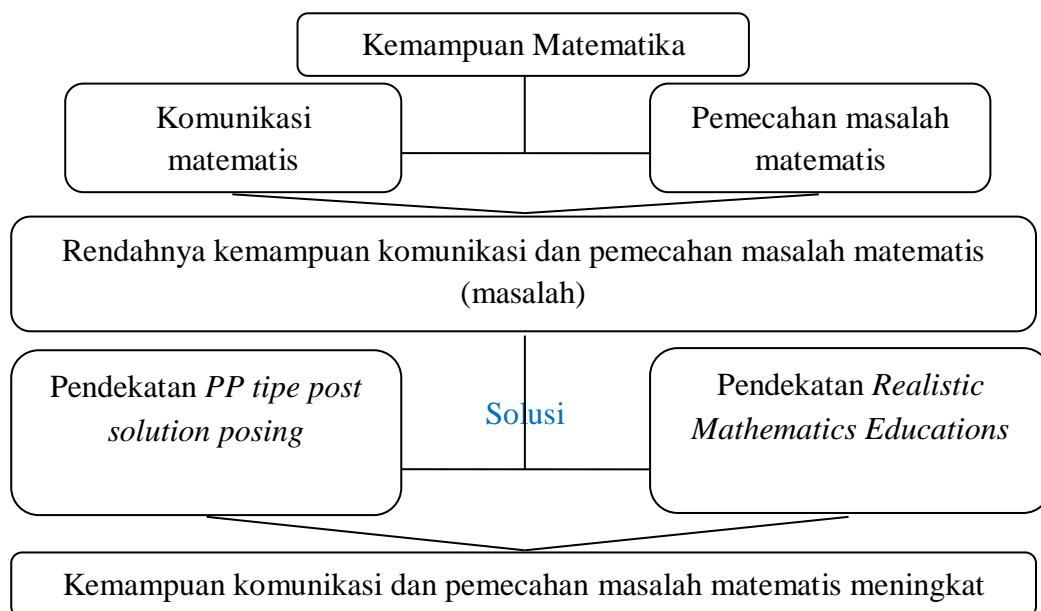 Kemampuan Matematika
Komunikasi
matematis
Pemecahan masalah
matematis
Rendahnya kemampuan komunikasi dan pemecahan masalah matematis
(masalah)
Pendekatan PP tipe post
solution posing
Solusi
Pendekatan Realistic
Mathematics Educations
Kemampuan komunikasi dan pemecahan masalah matematis meningkat